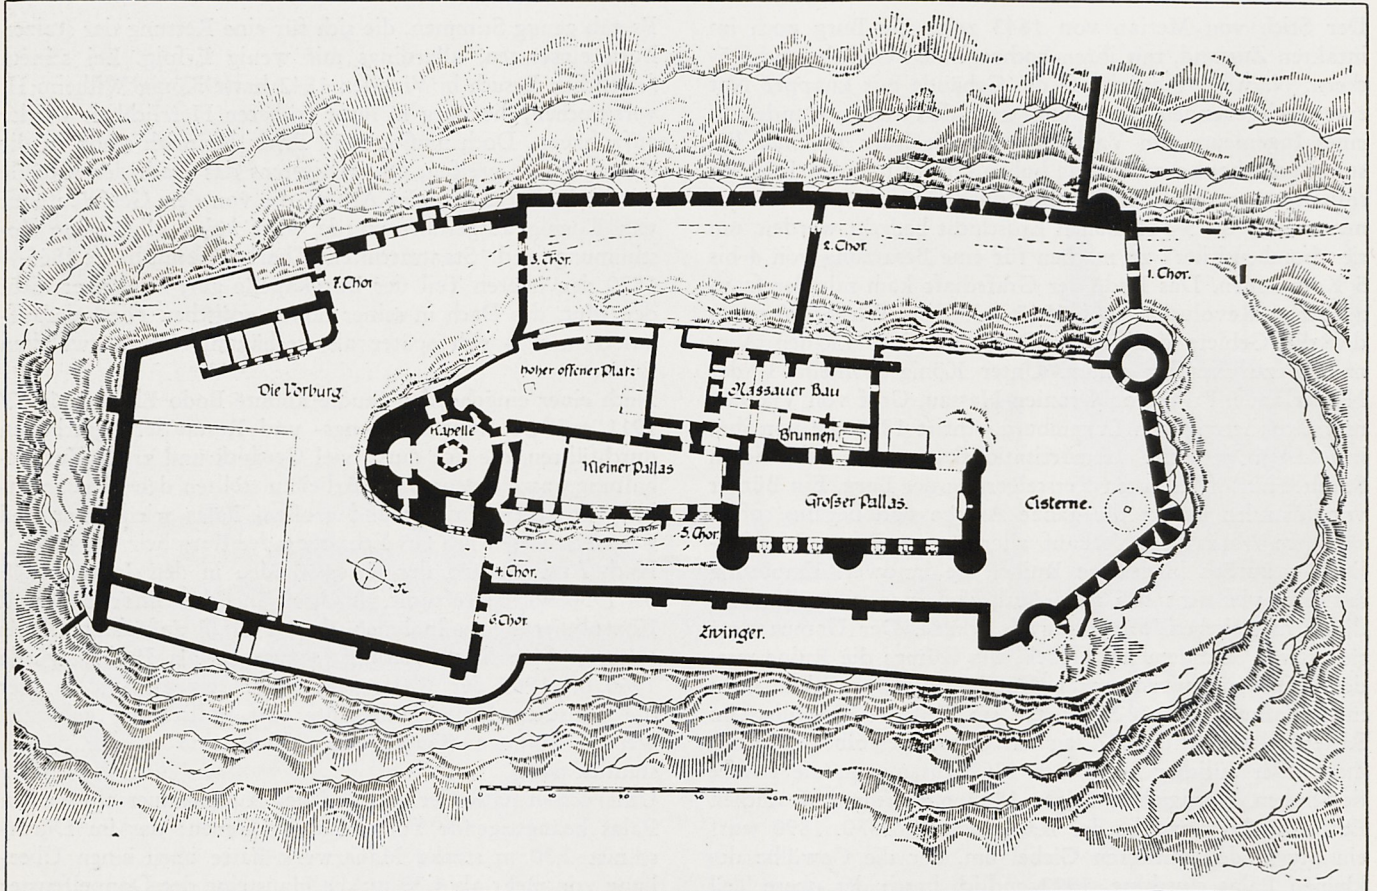 2. Chor.
3. Chor.
1. Chor.
7. Chor
hoher offener Platz
Die Vorburg
Nassauer Bau
Kapelle
Brunnen.
Kleiner Pallas
Großer Pallas.
Cisterne.
5. Chor.
4. Chor.
N
6. Chor.
Zwinger.
0